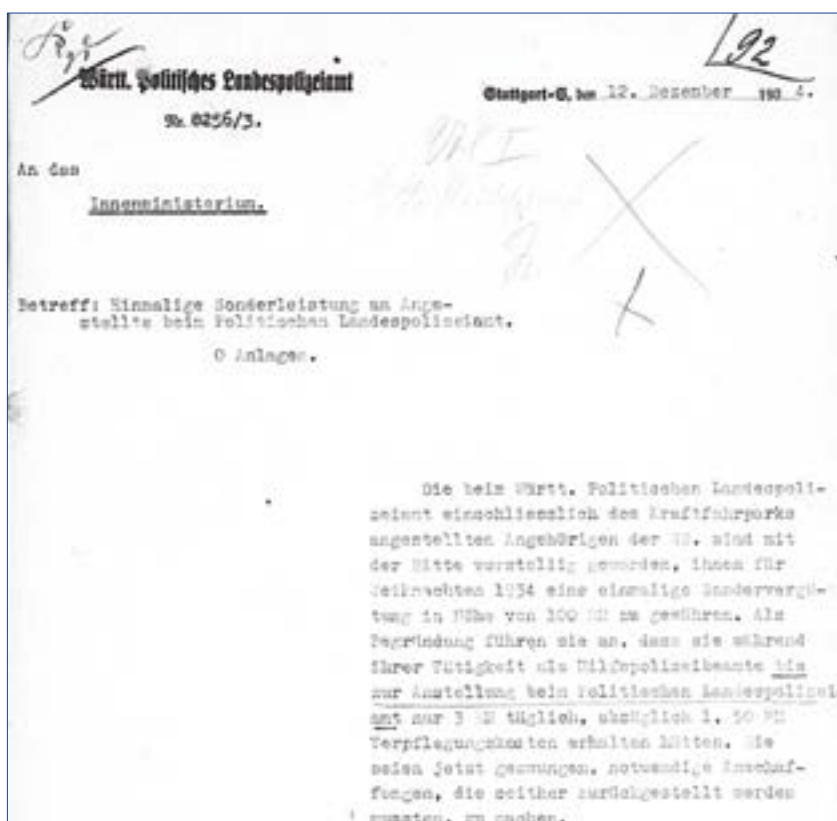 92
Württ. Politisches Landespolizeiamt
Stuttgart-S, den 12. Dezember 193 4.
Nr. 0256/3.
An das
Innenministerium.
Betreff: Einmalige Sonderleistung an Ange-
stellte beim Politischen Landespolizeiamt.
0 Anlagen.
Die beim Württ. Politischen Landespoli-
zeiamt einschliesslich des Kraftfahrparks
angestellten Angehörigen der sind mit
der Bitte vorstellig geworden, ihnen für
Weihnachten 1934 eine einmalige Sondervergü-
tung in Höhe von 100 RM zu gewähren. Als
Begründung führen sie an, dass sie während
ihrer Tätigkeit als Hilfspolizeibeamte bis
zur Anstellung beim Politischen Landespolizei
amt nur 3 RM täglich, abzüglich 1.50 RM
Verpflegungskosten erhalten hätten. Sie
seien jetzt gezwungen, notwendige Anschaf-
fungen, die seither zurückgestellt werden
mussten, zu machen.